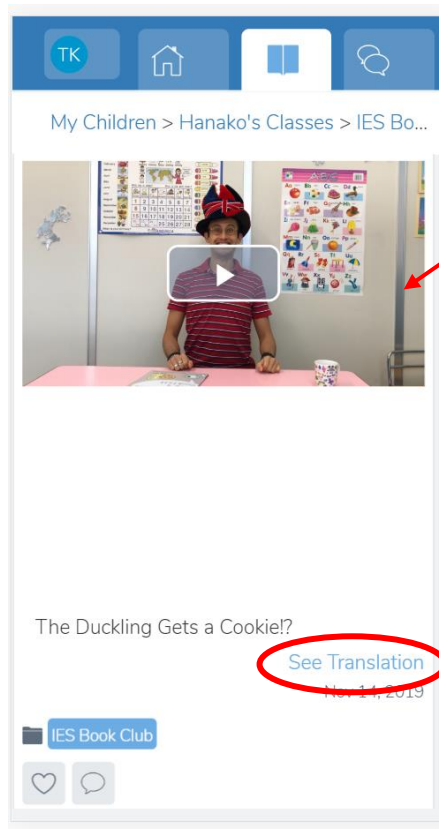 TK
My Children > Hanako's Classes > IES Bo...
The Duckling Gets a Cookie!?
See Translation
Nov 14, 2019
IES Book Club